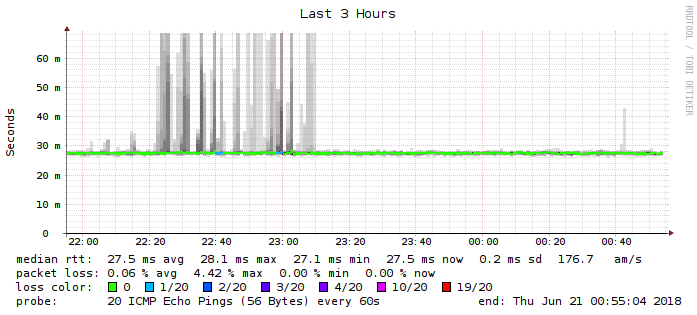 Last 3 Hours
RRDTOOL / TOBI OETIKER
Seconds
60 m
50 m
40 m
30 m
20 m
10 m
0
22:00 22:20 22:40 23:00 23:20 23:40 00:00 00:20 00:40
median rtt: 27.5 ms avg 28.1 ms max 27.1 ms min 27.5 ms now 0.2 ms sd 176.7 am/s
packet loss: 0.06 % avg 4.42 % max 0.00 % min 0.00 % now
loss color: 0 1/20 2/20 3/20 4/20 10/20 19/20
probe: 20 ICMP Echo Pings (56 Bytes) every 60s end: Thu Jun 21 00:55:04 2018